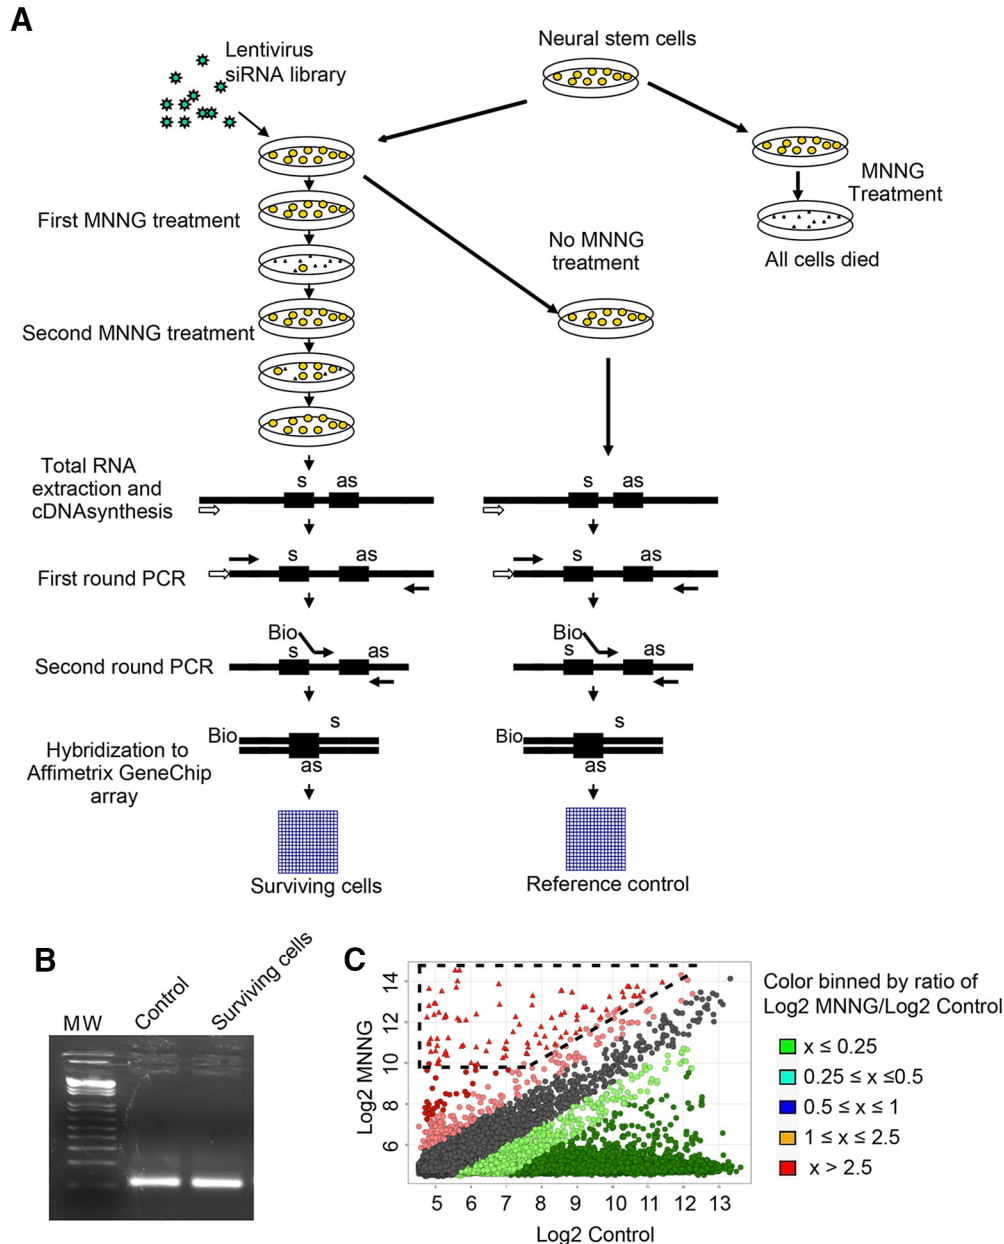 A
Lentivirus
siRNA library
Neural stem cells
MNNG
Treatment
All cells died
First MNNG treatment
No MNNG
treatment
Second MNNG treatment
Total RNA
extraction and
cDNAsynthesis
s as
s as
First round PCR
s as
s as
Second round PCR
Bio
s as
Bio
s as
Hybridization to
Affimetrix GeneChip
array
Bio
s
as
Bio
s
as
Surviving cells
Reference control
B
MW
Control
Surviving cells
C
Log2 MNNG
14
12
10
8
6
5 6 7 8 9 10 11 12 13
Log2 Control
Color binned by ratio of
Log2 MNNG/Log2 Control
x ≤ 0.25
0.25 ≤ x ≤0.5
0.5 ≤ x ≤ 1
1 ≤ x ≤ 2.5
x > 2.5